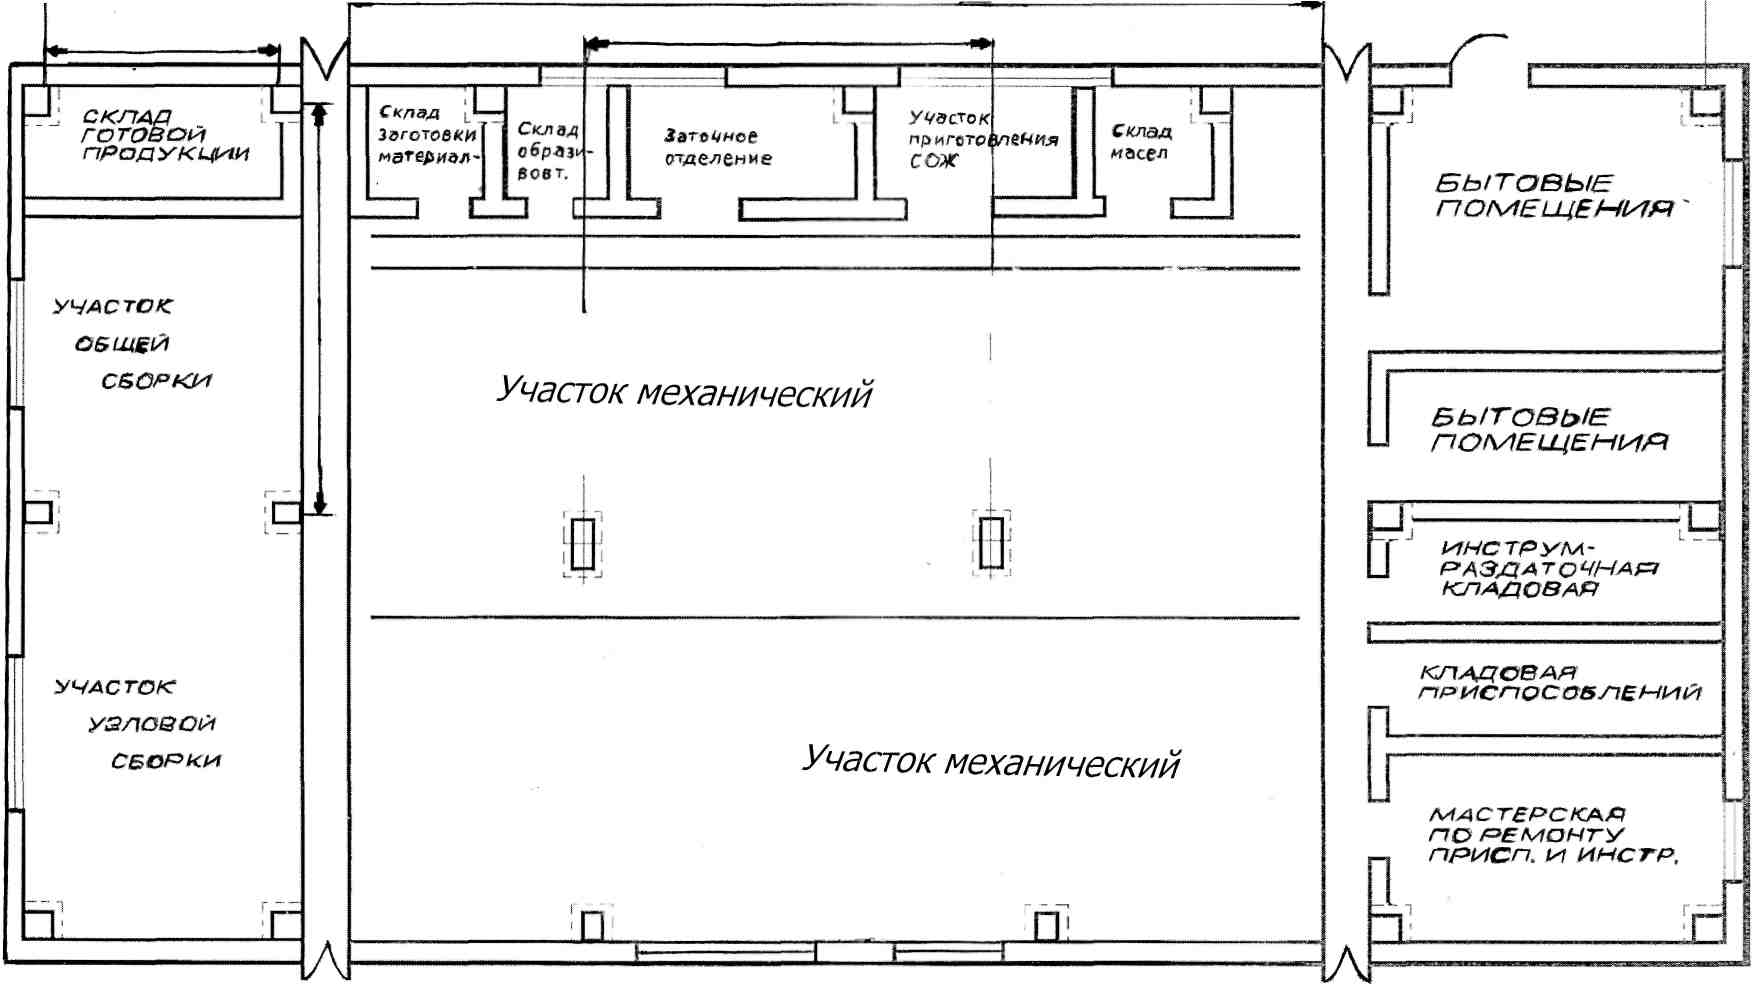 СКЛАД
ГОТОВОЙ
ПРОДУКЦИИ
Склад
заготовки
материал-
Склад
образи-
вовт.
Заточное
отделение
Участок
приготовления
СОЖ
Склад
масел
БЫТОВЫЕ
ПОМЕЩЕНИЯ
УЧАСТОК
ОБЩЕЙ
СБОРКИ
Участок механический
БЫТОВЫЕ
ПОМЕЩЕНИЯ
ИНСТРУМ-
РАЗДАТОЧНАЯ
КЛАДОВАЯ
УЧАСТОК
УЗЛОВОЙ
СБОРКИ
КЛАДОВАЯ
ПРИСПОСОБЛЕНИЙ
Участок механический
МАСТЕРСКАЯ
ПО РЕМОНТУ
ПРИСП. И ИНСТР.